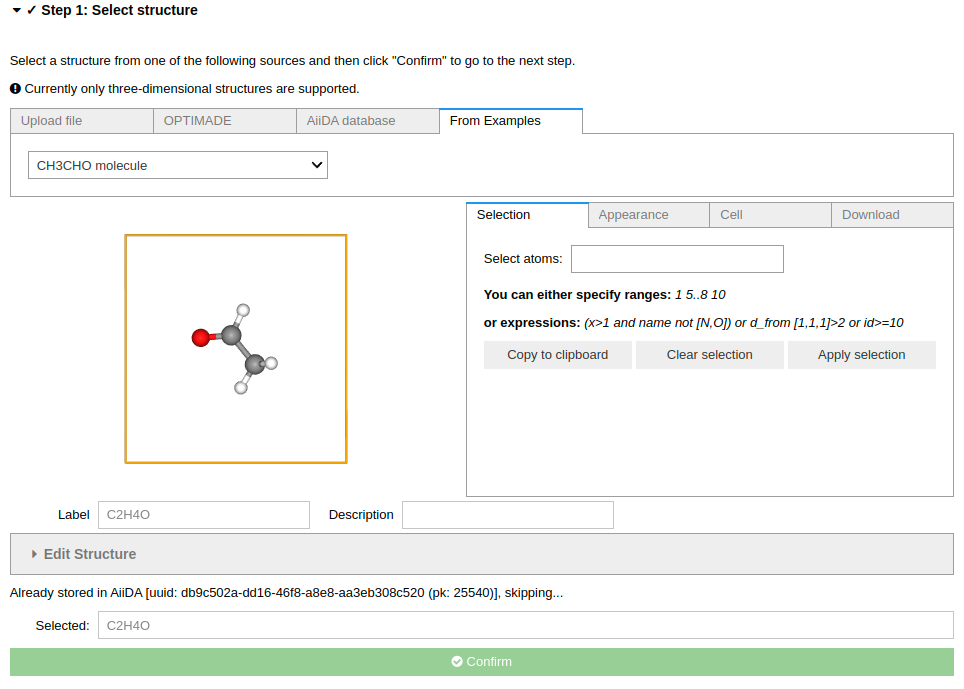 ✓ Step 1: Select structure
Select a structure from one of the following sources and then click "Confirm" to go to the next step.
Currently only three-dimensional structures are supported.
Upload file OPTIMADE AiiDA database From Examples
CH3CHO molecule
Selection Appearance Cell Download
Select atoms:
You can either specify ranges: 1 5..8 10
or expressions: (x>1 and name not [N,O]) or d_from [1,1,1]>2 or id>=10
Copy to clipboard Clear selection Apply selection
Label C2H4O Description
Edit Structure
Already stored in AiiDA [uuid: db9c502a-dd16-46f8-a8e8-aa3eb308c520 (pk: 25540)], skipping...
Selected: C2H4O
Confirm